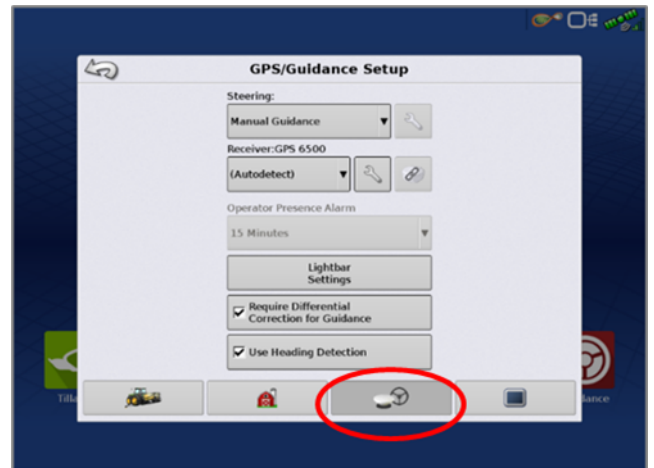 GPS/Guidance Setup
Steering:
Manual Guidance
Receiver:GPS 6500
(Autodetect)
Operator Presence Alarm
15 Minutes
Lightbar
Settings
Require Differential
Correction for Guidance
Use Heading Detection
Tilla
dance